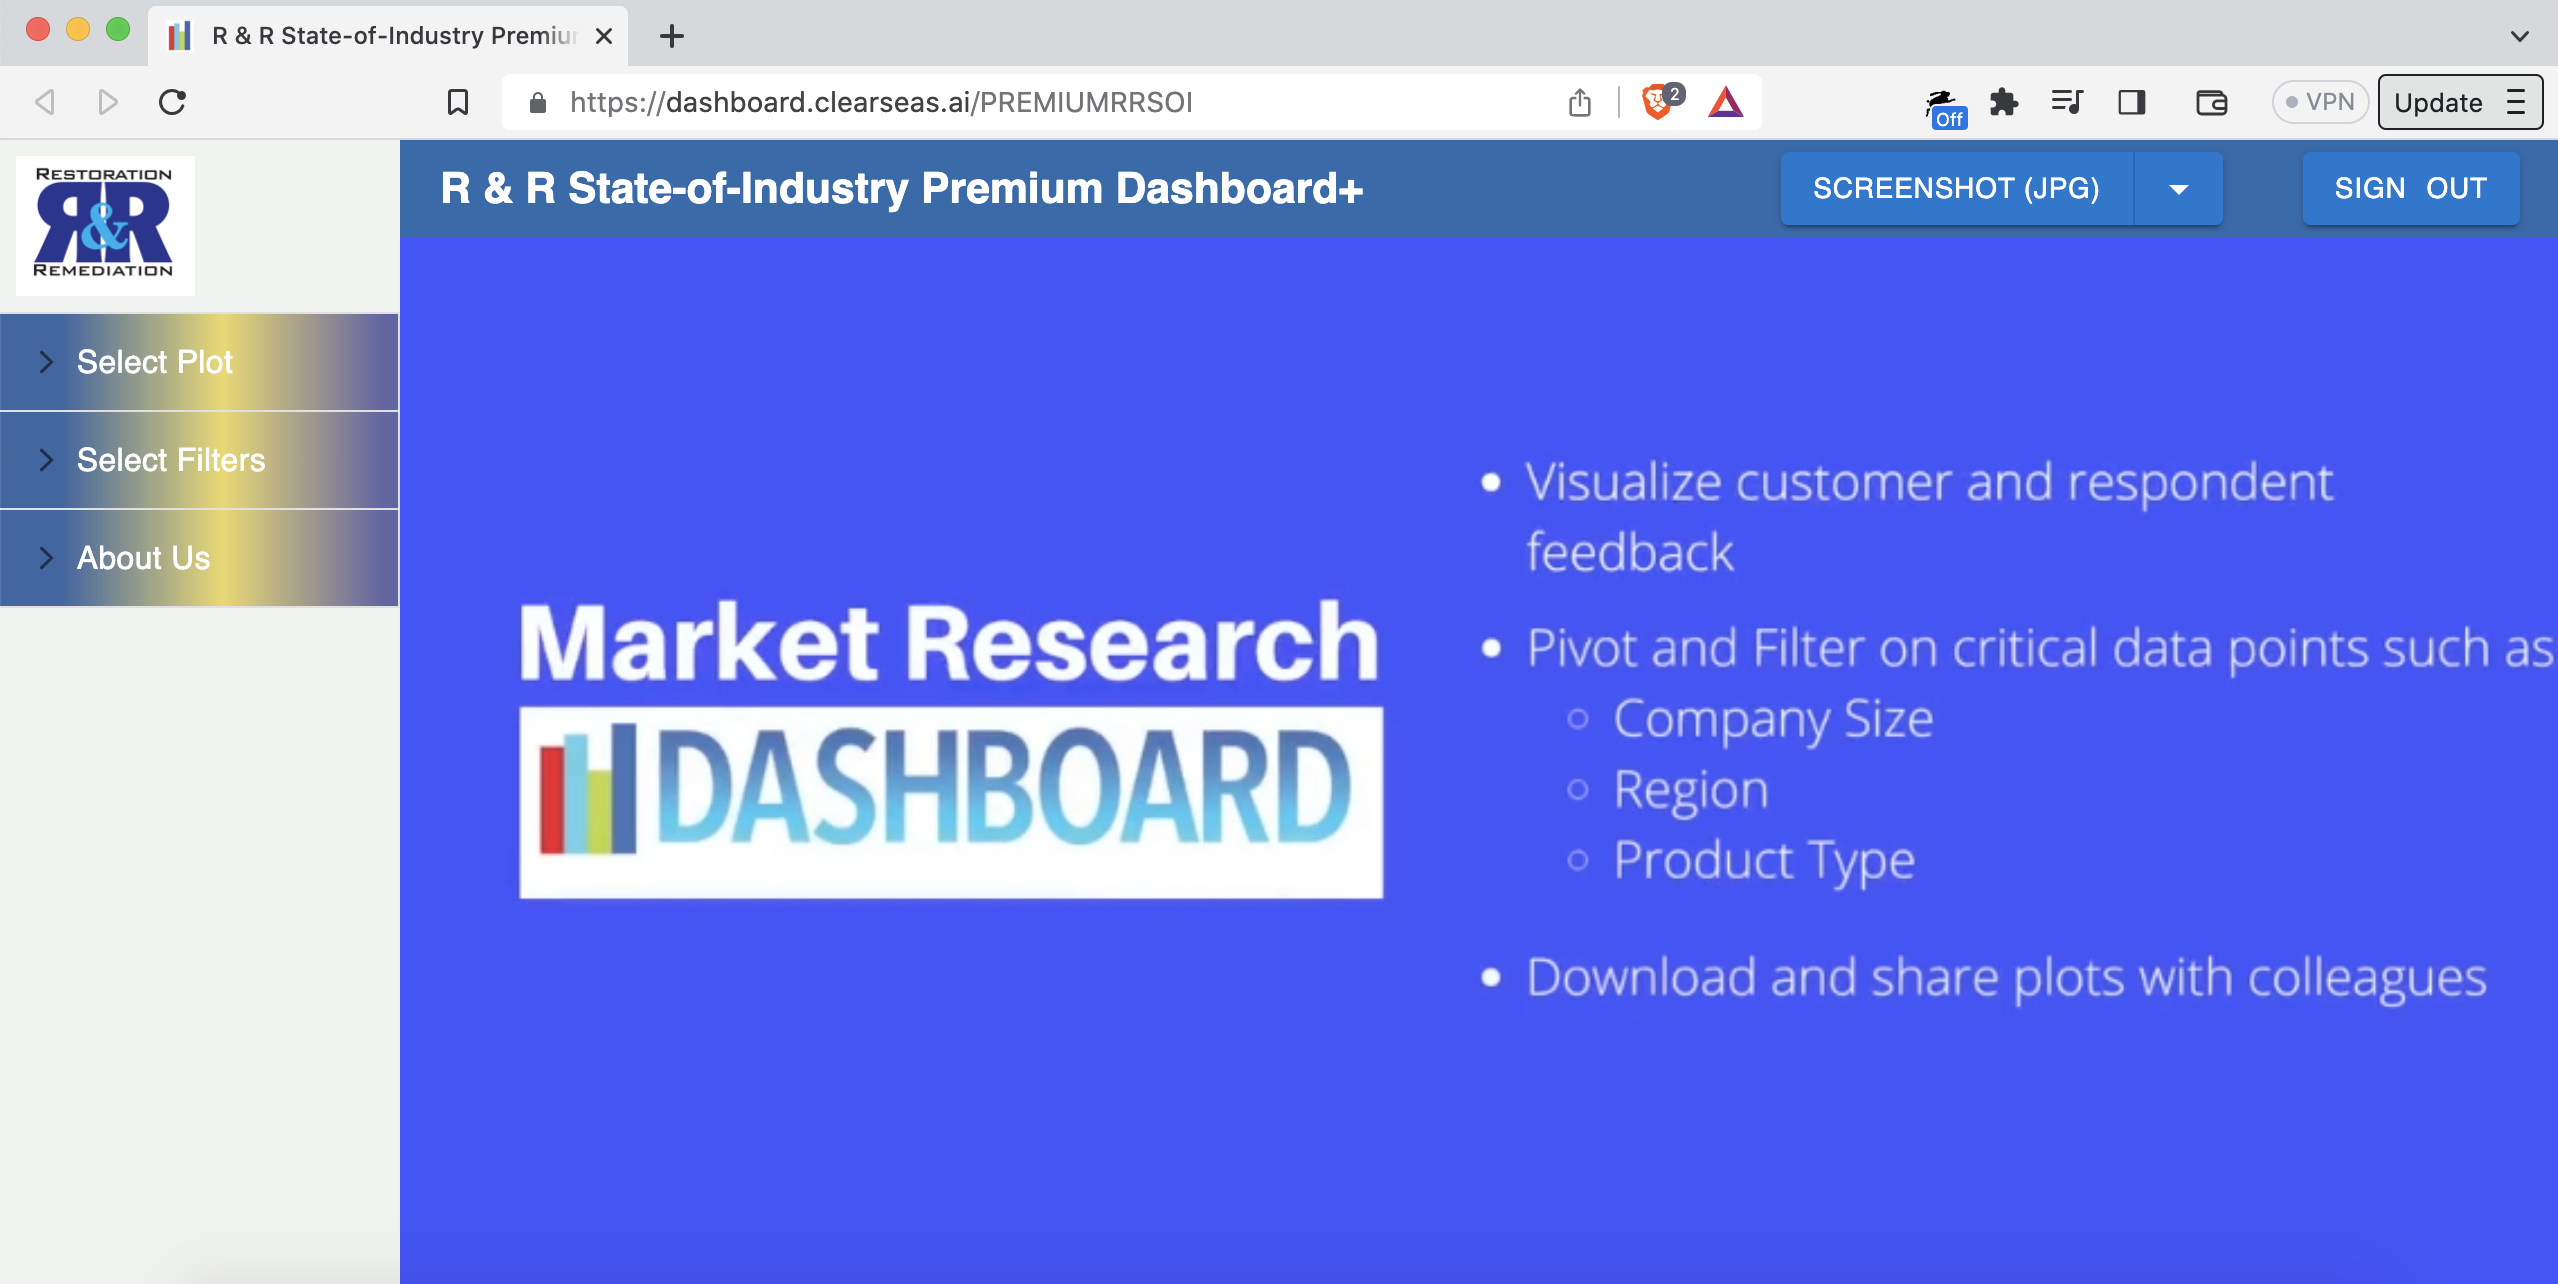 R & R State-of-Industry Premiu
https://dashboard.clearseas.ai/PREMIUMRRSOI
2
Off
VPN
Update
RESTORATION
R&R
REMEDIATION
R & R State-of-Industry Premium Dashboard+
SCREENSHOT (JPG)
SIGN OUT
Select Plot
Select Filters
About Us
Market Research
DASHBOARD
Visualize customer and respondent
feedback
Pivot and Filter on critical data points such as
Company Size
Region
Product Type
Download and share plots with colleagues